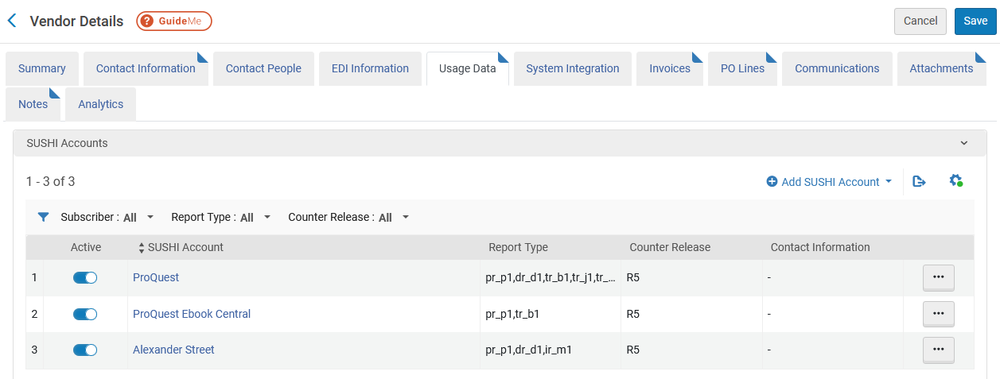 Vendor Details ? GuideMe Cancel Save
Summary Contact Information Contact People EDI Information Usage Data System Integration Invoices PO Lines Communications Attachments
Notes Analytics
SUSHI Accounts
1 - 3 of 3 Add SUSHI Account
Subscriber : All Report Type : All Counter Release : All
Active SUSHI Account Report Type Counter Release Contact Information
1 ProQuest pr_p1,dr_d1,tr_b1,tr_j1,tr_... R5 -
2 ProQuest Ebook Central pr_p1,tr_b1 R5 -
3 Alexander Street pr_p1,dr_d1,ir_m1 R5 -